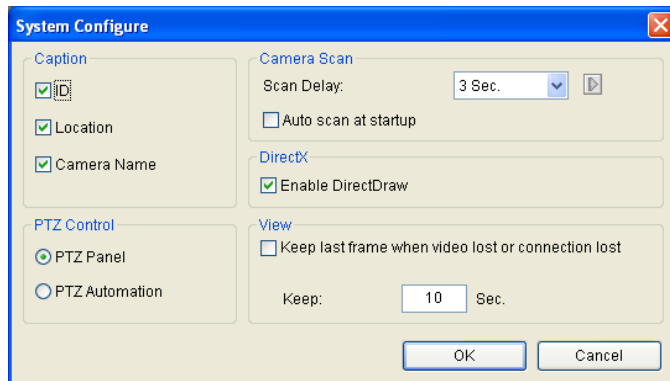 System Configure
Caption
ID
Location
Camera Name
Camera Scan
Scan Delay: 3 Sec.
Auto scan at startup
DirectX
Enable DirectDraw
PTZ Control
PTZ Panel
PTZ Automation
View
Keep last frame when video lost or connection lost
Keep: 10 Sec.
OK Cancel